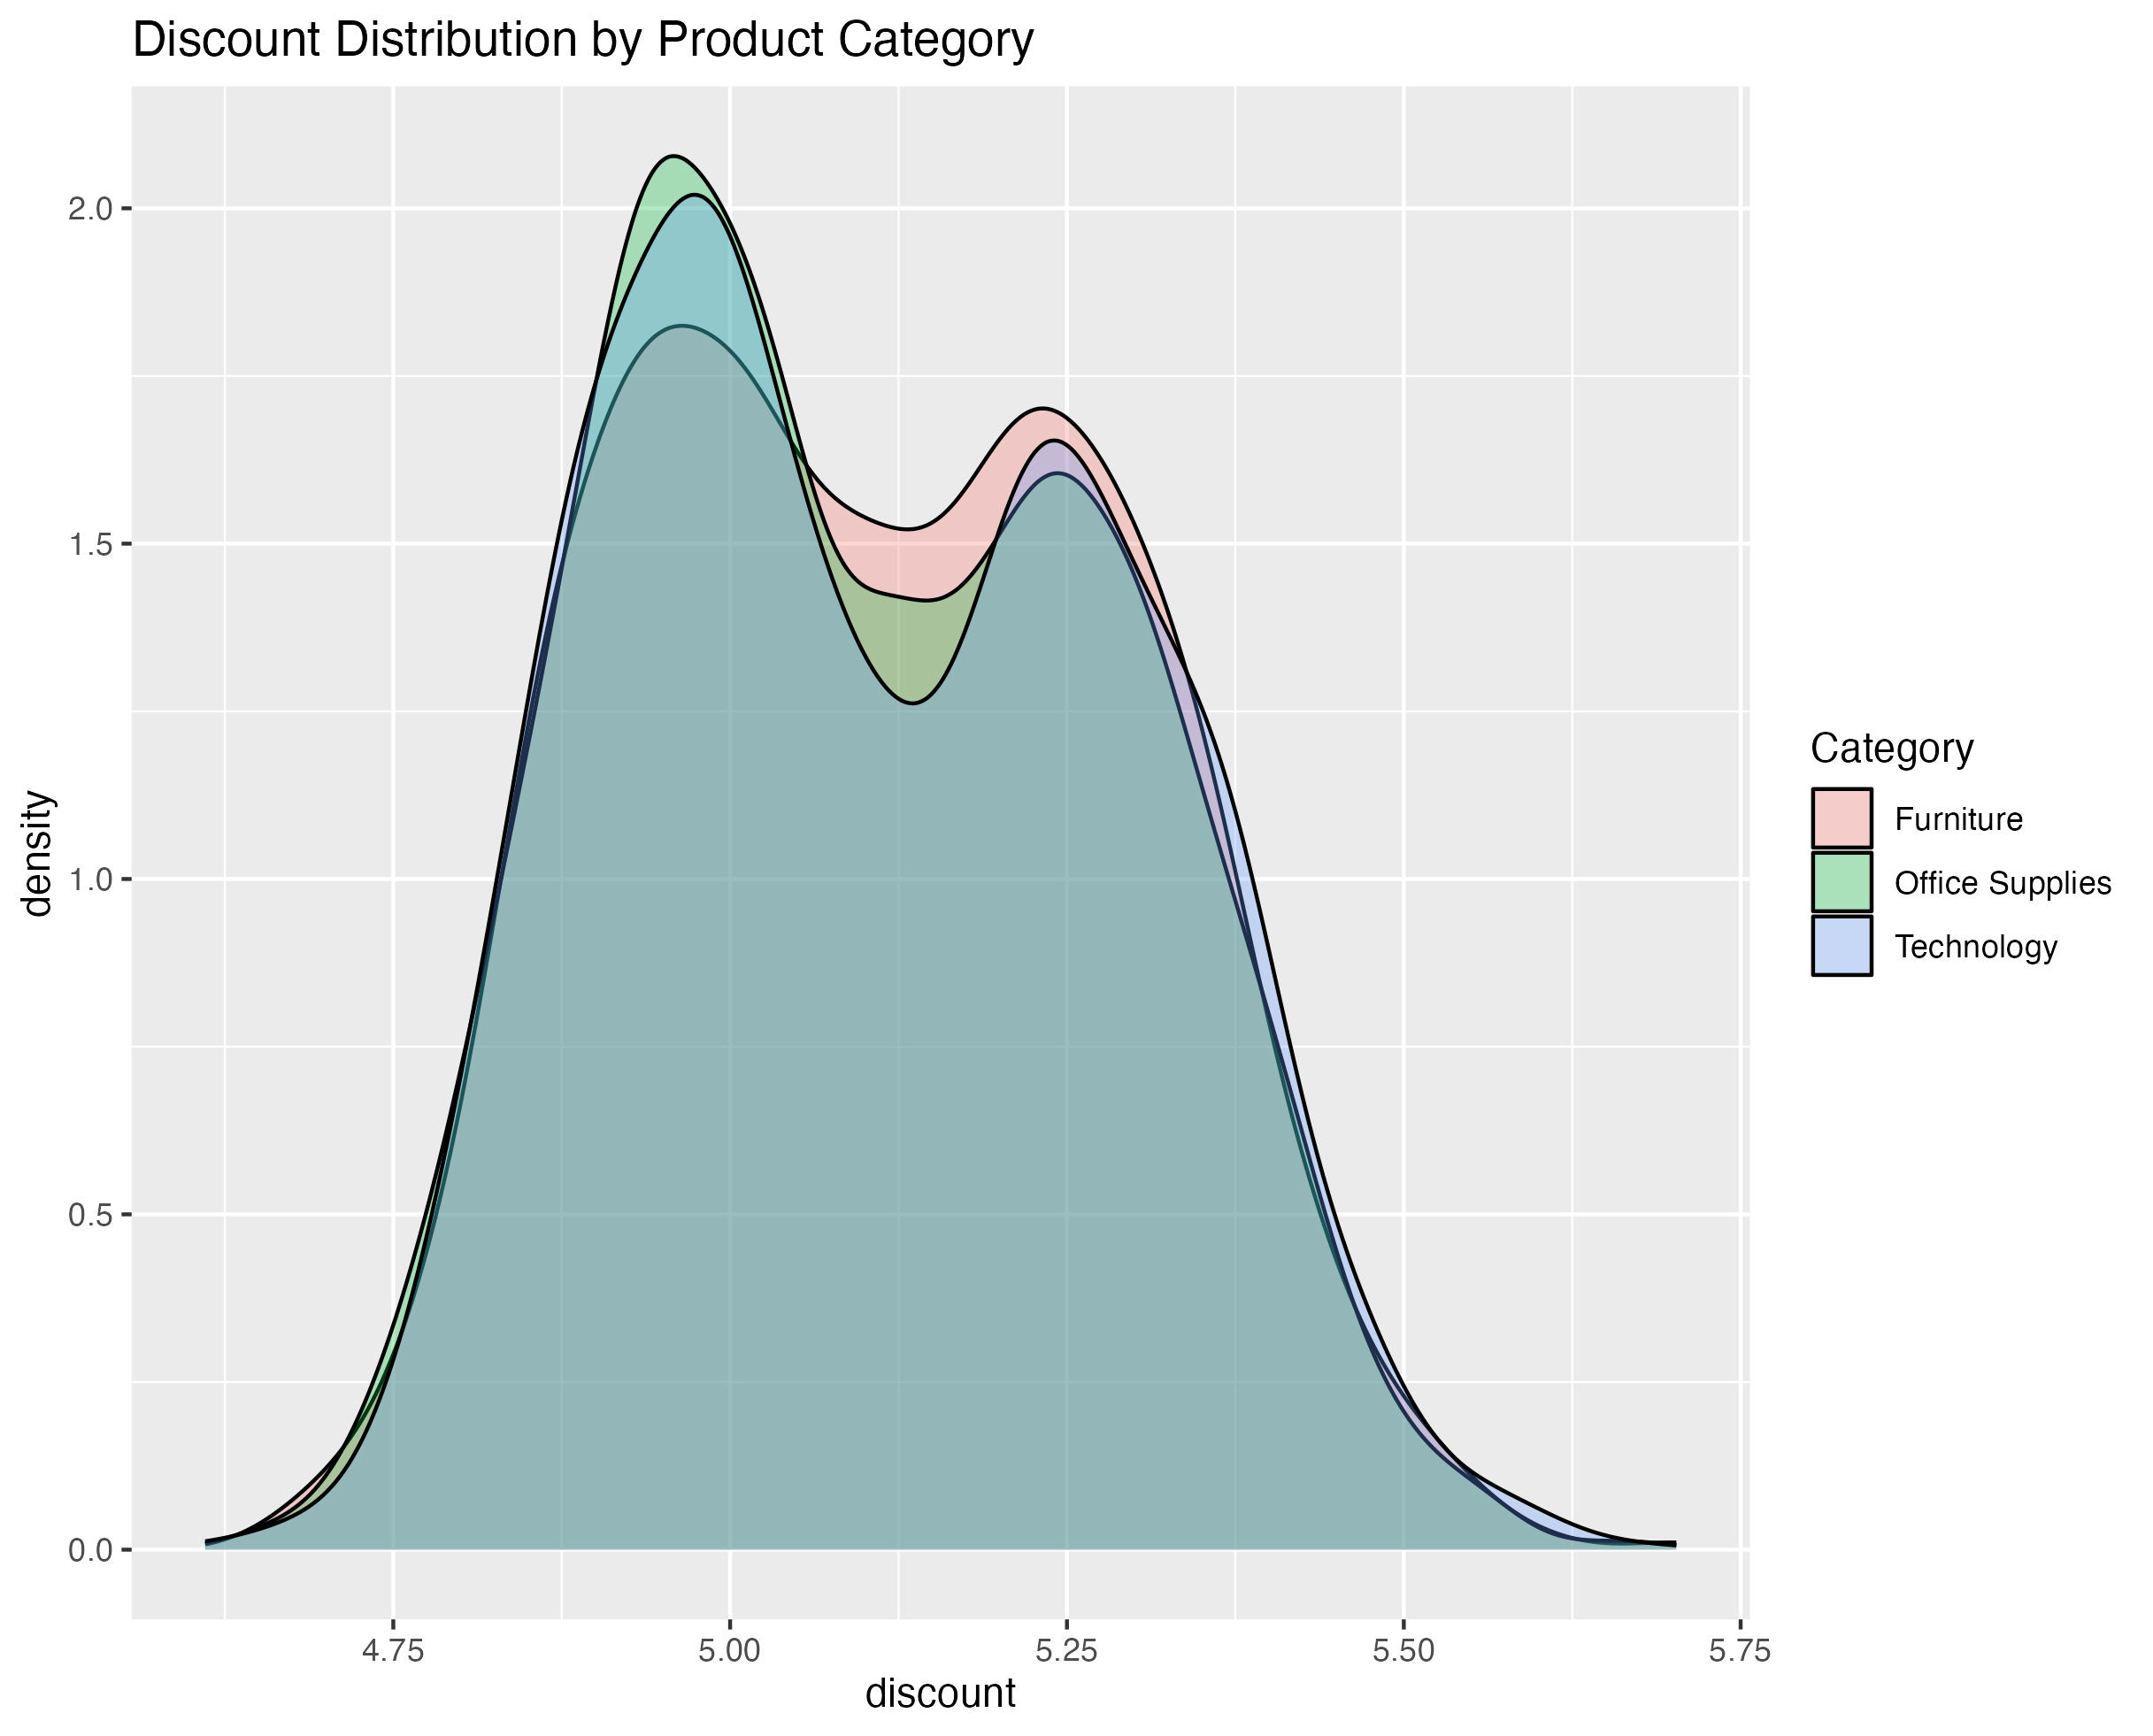 Discount Distribution by Product Category
2.0
1.5
1.0
0.5
0.0
density
4.75 5.00 5.25 5.50 5.75
discount
Category
Furniture
Office Supplies
Technology